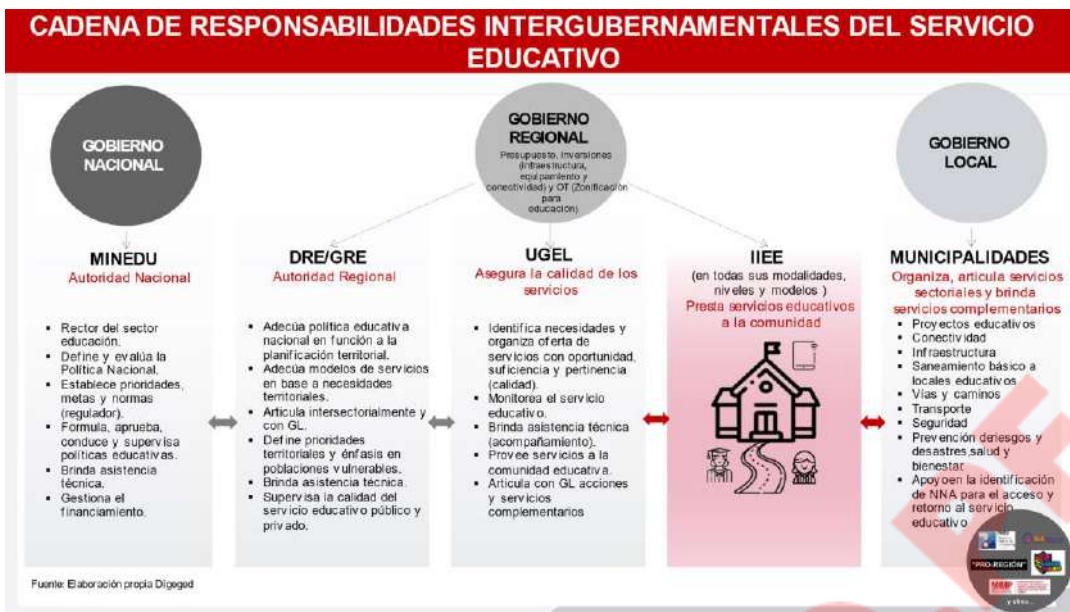 CADENA DE RESPONSABILIDADES INTERGUBERNAMENTALES DEL SERVICIO
EDUCATIVO
GOBIERNO
NACIONAL
GOBIERNO
REGIONAL
Presupuesto, inversiones
(infraestructura,
equipamiento y
conectividad) y OT (Zonificación
para
educación)
GOBIERNO
LOCAL
MINEDU
Autoridad Nacional
▪ Rector del sector
educación.
▪ Define y evalúa la
Política Nacional.
▪ Establece prioridades,
metas y normas
(regulador).
▪ Formula, aprueba,
conduce y supervisa
políticas educativas.
▪ Brinda asistencia
técnica.
▪ Gestiona el
financiamiento.
DRE/GRE
Autoridad Regional
▪ Adecúa política educativa
nacional en función a la
planificación territorial.
▪ Adecúa modelos de servicios
en base a necesidades
territoriales.
▪ Articula intersectorialmente y
con GL.
▪ Define prioridades
territoriales y énfasis en
poblaciones vulnerables.
▪ Brinda asistencia técnica.
▪ Supervisa la calidad del
servicio educativo público y
privado.
UGEL
Asegura la calidad de los
servicios
▪ Identifica necesidades y
organiza oferta de
servicios con oportunidad,
suficiencia y pertinencia
(calidad).
▪ Monitorea el servicio
educativo.
▪ Brinda asistencia técnica
(acompañamiento).
▪ Provee servicios a la
comunidad educativa.
▪ Articula con GL acciones
y servicios
complementarios
IIEE
(en todas sus modalidades,
niveles y modelos )
Presta servicios educativos
a la comunidad
MUNICIPALIDADES
Organiza, articula servicios
sectoriales y brinda
servicios complementarios
▪ Proyectos educativos
▪ Conectividad
▪ Infraestructura
▪ Saneamiento básico a
locales educativos
▪ Vías y caminos
▪ Transporte
▪ Seguridad
▪ Prevención deriesgos y
desastres,salud y
bienestar
▪ Apoyoen la identificación
de NNA para el acceso y
retorno al servicio
educativo
"PRO-REGIÓN"
y otros...
Fuente: Elaboración propia Digeged